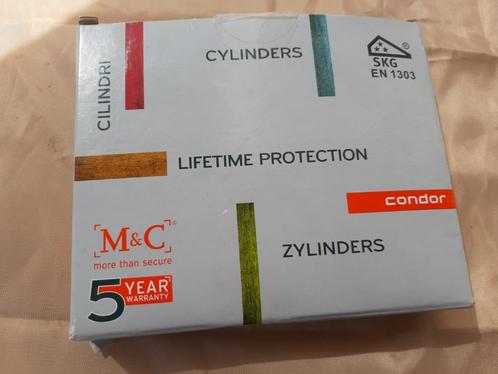 CILINDRI
CYLINDERS
SKG®
EN 1303
LIFETIME PROTECTION
condor
M&C®
more than secure
5 YEAR
WARRANTY
ZYLINDERS